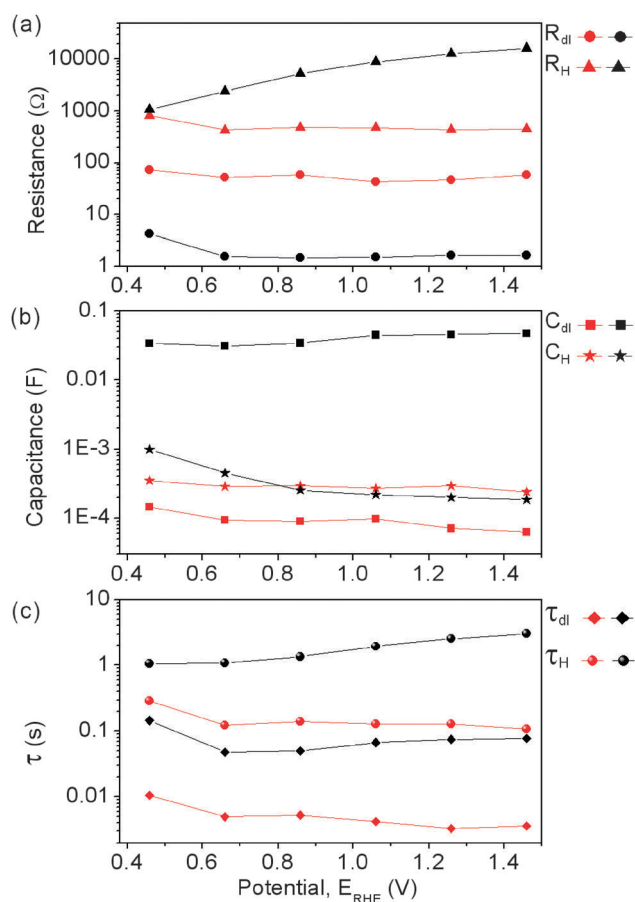 (a)
10000
1000
100
10
1
Resistance (Ω)
0.4 0.6 0.8 1.0 1.2 1.4
R_dl
R_H
(b)
0.1
0.01
1E-3
1E-4
Capacitance (F)
0.4 0.6 0.8 1.0 1.2 1.4
C_dl
C_H
(c)
10
1
0.1
0.01
τ (s)
0.4 0.6 0.8 1.0 1.2 1.4
Potential, E_RHE (V)
τ_dl
τ_H